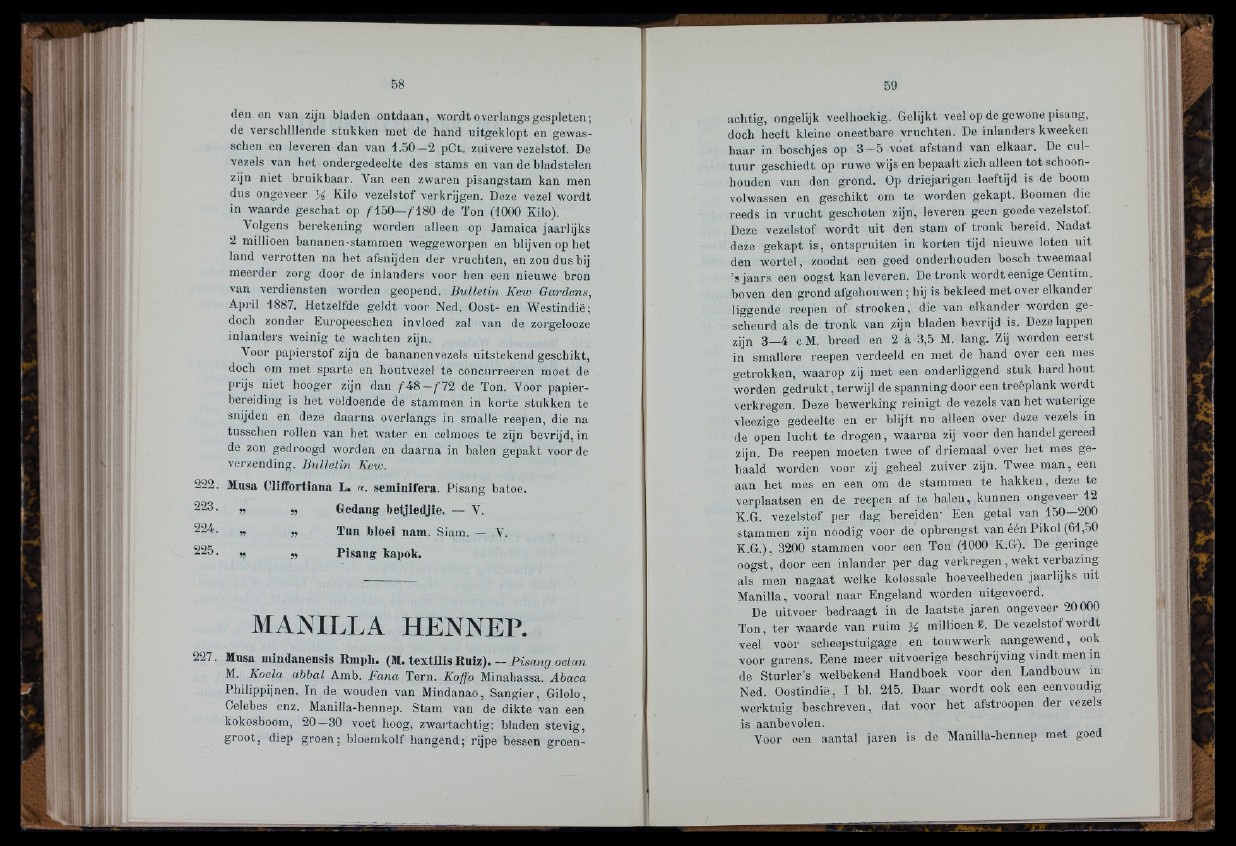 58
den en van zijn bladen ontdaan, wordt overlangs gespleten;
de verschillende stukken met de hand uitgeklopt en gewas-
schen en leveren dan van 1.50—2 pCt. zuivere vezelstof. De
vezels van het ondergedeelte des stams en van de bladstelen
zijn niet bruikbaar. Van een zwaren pisangstam kan men
dus ongeveer ¾ Kilo vezelstof verkrijgen. Deze vezel wordt
in waarde geschat op f 150—f 180 de Ton (1000 Kilo).
Volgens berekening worden alleen op Jamaica jaarlijks
2 millioen bananen-stammen weggeworpen en blijven op het
land verrotten na het afsnijden der vruchten, en zou dus bij
meerder zorg door de inlanders voor hen een nieuwe bron
van verdiensten worden geopend. Bulletin Kew Gardens,
April 1887. Hetzelfde geldt voor Ned. Oost- en Westindië;
doch zonder Europeeschen invloed zal van de zorgelooze
inlanders weinig te wachten zijn.
Voor papierstof zijn de bananenvezels uitstekend geschikt,
doch om met sparte en houtvezel te concurreeren moet de
prijs niet hooger zijn dan f 48—f 72 de Ton. Voor papier-
bereiding is het voldoende de stammen in korte stukken te
snijden en deze daarna overlangs in smalle reepen, die na
tusschen rollen van het water en celmoes te zijn bevrijd, in
de zon gedroogd worden en daarna in balen gepakt voor de
verzending. Bulletin Kew.
222. Musa Cliffortiana L. α. seminifera. Pisang batoe.
223. „ „ Gedang betjiedjie. — V.
224. „ „ Tun bloei nam. Siam. — V.
225. „ „ Pisang kapok.
MANILLA HENNEP.
227. Musa mindanensis Rmph. (M. textilis Ruiz). — Pisang oetan
M. Koela abbal Amb. Fana Tern. Koffo Minahassa. Abaca
Philippijnen. In de wouden van Mindanao, Sangier, Gilolo,
Celebes enz. Manilla-hennep. Stam van de dikte van een
kokosboom, 20—30 voet hoog, zwartachtig; bladen stevig,
groot, diep groen; bloemkolf hangend; rijpe bessen groen-
59
achtig, ongelijk veelhoekig. Gelijkt veel op de gewone pisang,
doch heeft kleine oneetbare vruchten. De inlanders kweeken
haar in boschjes op 3—5 voet afstand van elkaar. De cul-
tuur geschiedt op ruwe wijs en bepaalt zich alleen tot schoon-
houden van den grond. Op driejarigen leeftijd is de boom
volwassen en geschikt om te worden gekapt. Boomen die
reeds in vrucht geschoten zijn, leveren geen goede vezelstof.
Deze vezelstof wordt uit den stam of tronk bereid. Nadat
deze gekapt is, ontspruiten in korten tijd nieuwe loten uit
den wortel, zoodat een goed onderhouden bosch tweemaal
's jaars een oogst kan leveren. De tronk wordt eenige Centim.
boven den grond afgehouwen; hij is bekleed met over elkander
liggende reepen of strooken, die van elkander worden ge-
scheurd als de tronk van zijn bladen bevrijd is. Deze lappen
zijn 3—4 c.M. breed en 2 à 3,5 M. lang. Zij worden eerst
in smallere reepen verdeeld en met de hand over een mes
getrokken, waarop zij met een onderliggend stuk hard hout
worden gedrukt, terwijl de spanning door een treêplank wordt
verkregen. Deze bewerking reinigt de vezels van het waterige
vleezige gedeelte en er blijft nu alleen over deze vezels in
de open lucht te drogen, waarna zij voor den handel gereed
zijn. De reepen moeten twee of driemaal over het mes ge-
haald worden voor zij geheel zuiver zijn. Twee man, een
aan het mes en een om de stammen te hakken, deze te
verplaatsen en de reepen af te halen, kunnen ongeveer 12
K.G. vezelstof per dag bereiden· Een getal van 150—200
stammen zijn noodig voor de opbrengst van één Pikol (61,50
K.G.), 3200 stammen voor een Ton (1000 K.G). De geringe
oogst, door een inlander per dag verkregen, wekt verbazing
als men nagaat welke kolossale hoeveelheden jaarlijks uit
Manilla, vooral naar Engeland worden uitgevoerd.
De uitvoer bedraagt in de laatste jaren ongeveer 20 000
Ton, ter waarde van ruim ¾ millioen £. De vezelstof wordt
veel voor scheepstuigage en touwwerk aangewend, ook
voor garens. Eene meer uitvoerige beschrijving vindt men in
de Sturler's welbekend Handboek voor den Landbouw in
Ned. Oostindië, I bl. 215. Daar wordt ook een eenvoudig
werktuig beschreven, dat voor het afstroopen der vezels
is aanbevolen.
Voor een aantal jaren is de Manilla-hennep met goed